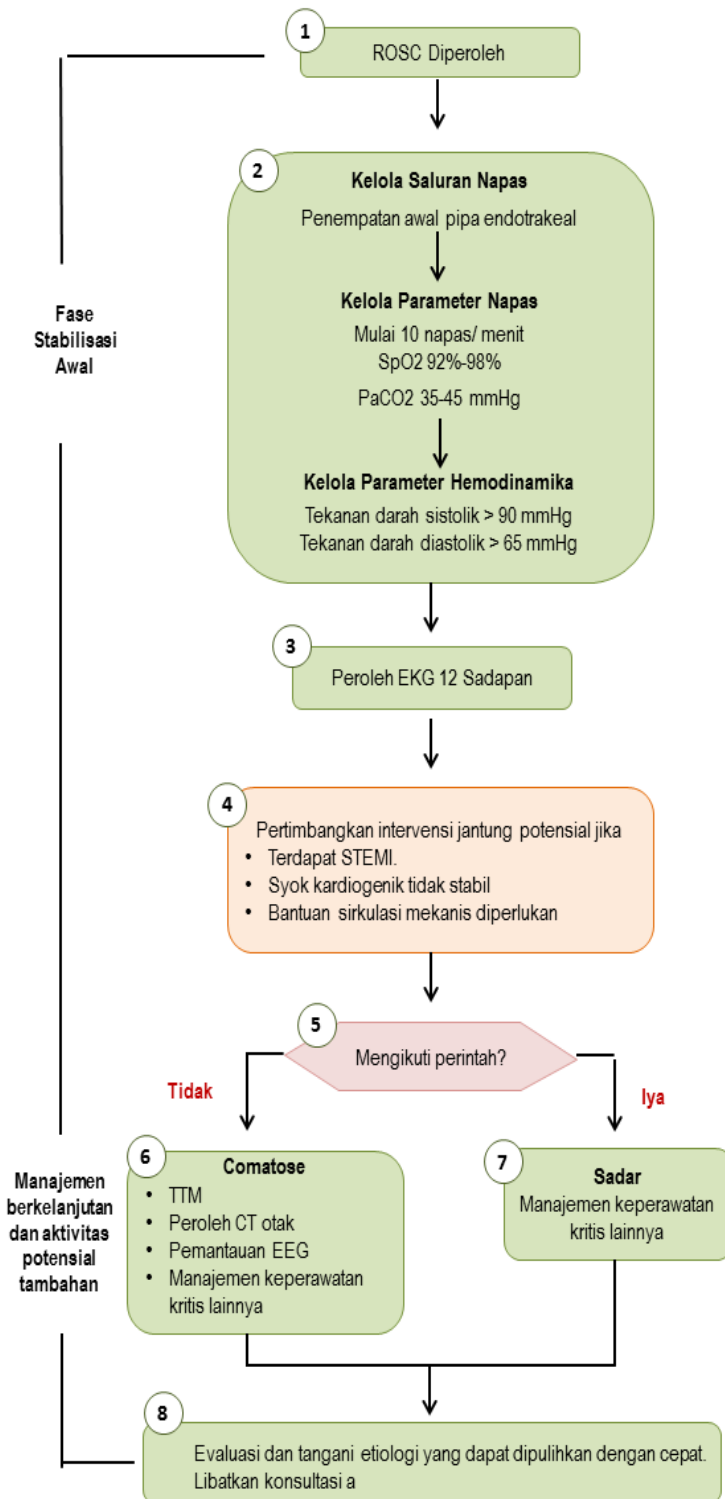 1
ROSC Diperoleh
2
Kelola Saluran Napas
Penempatan awal pipa endotrakeal
Kelola Parameter Napas
Mulai 10 napas/ menit
SpO2 92%-98%
PaCO2 35-45 mmHg
Kelola Parameter Hemodinamika
Tekanan darah sistolik > 90 mmHg
Tekanan darah diastolik > 65 mmHg
Fase
Stabilisasi
Awal
3
Peroleh EKG 12 Sadapan
4
Pertimbangkan intervensi jantung potensial jika
• Terdapat STEMI.
• Syok kardiogenik tidak stabil
• Bantuan sirkulasi mekanis diperlukan
5
Mengikuti perintah?
Tidak
Iya
6
Comatose
• TTM
• Peroleh CT otak
• Pemantauan EEG
• Manajemen keperawatan
kritis lainnya
7
Sadar
Manajemen keperawatan
kritis lainnya
Manajemen
berkelanjutan
dan aktivitas
potensial
tambahan
8
Evaluasi dan tangani etiologi yang dapat dipulihkan dengan cepat.
Libatkan konsultasi a